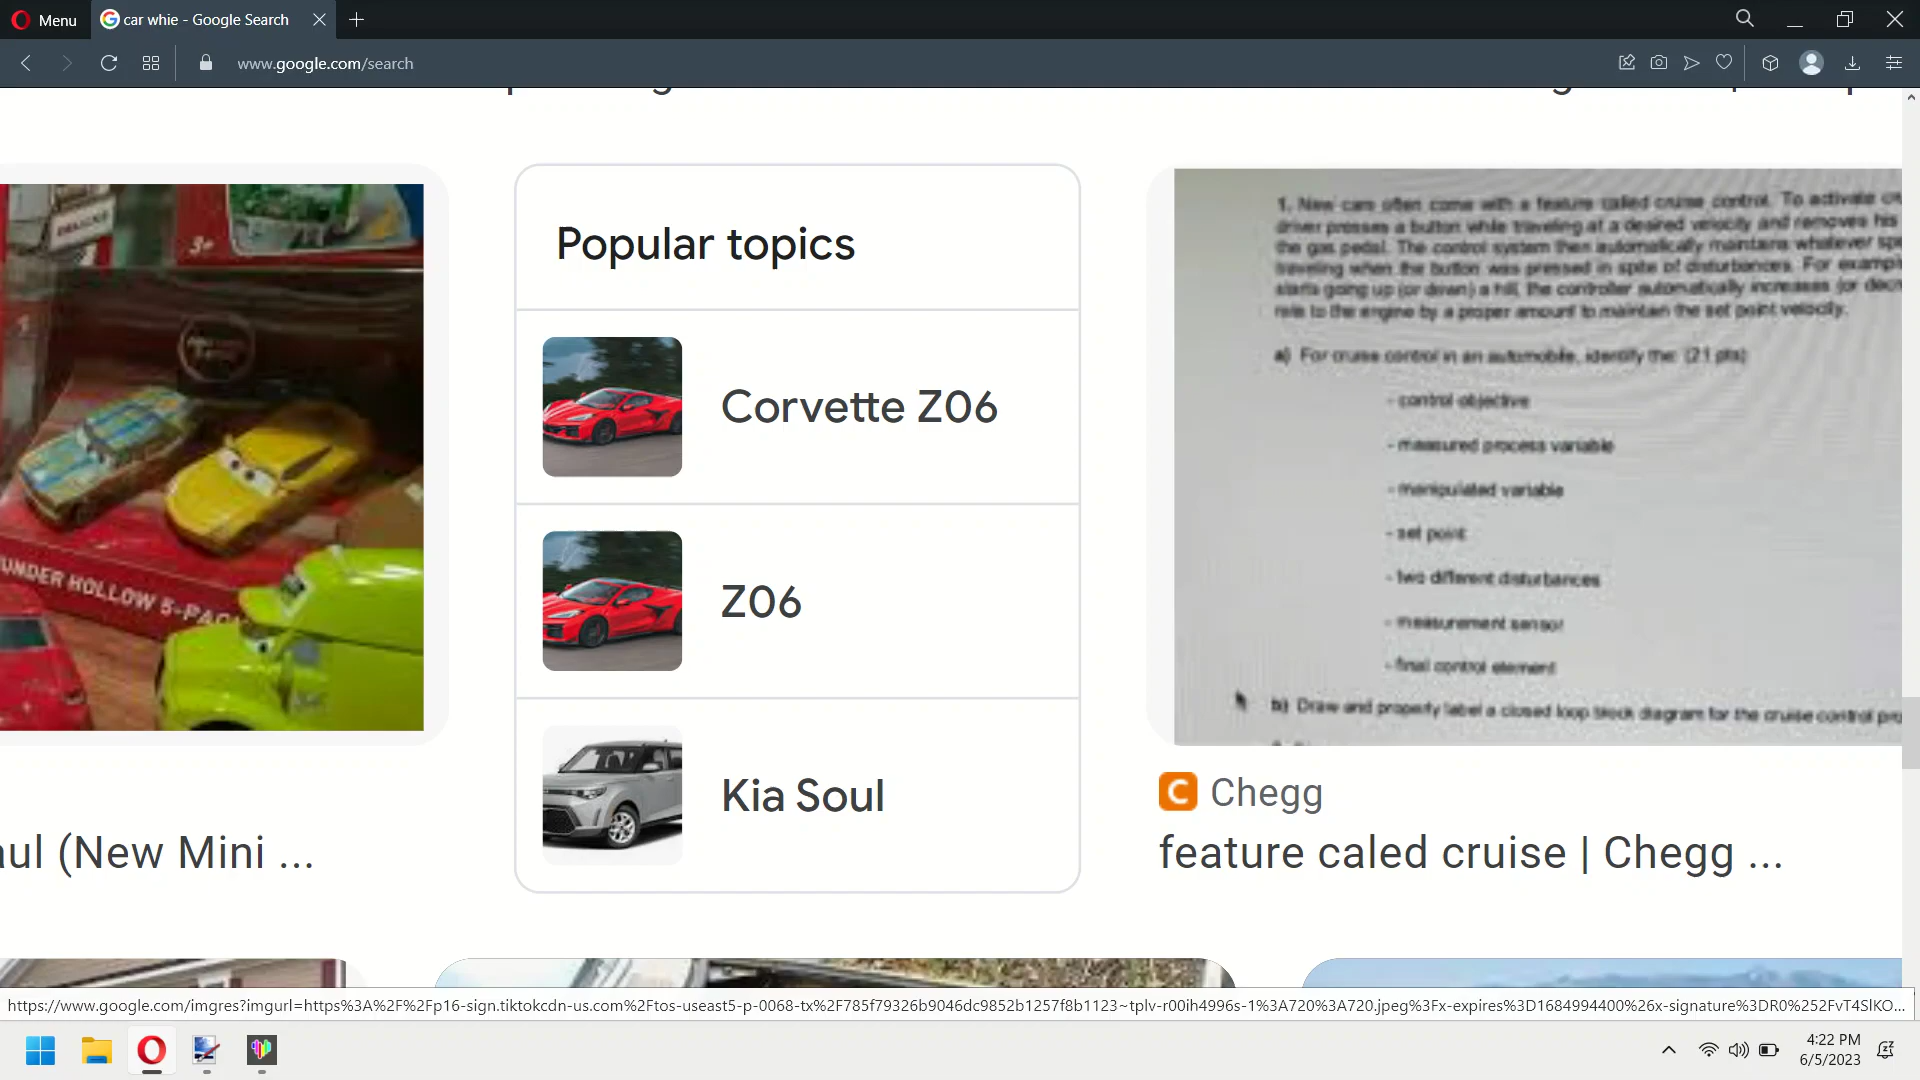 Menu
car whie - Google Search
www.google.com/search
Popular topics
Corvette Z06
Z06
Kia Soul
3+
UNDER HOLLOW 5-PAC
1. New cars often come with a feature called cruise control. To activate
driver presses a button while traveling at a desired velocity and removes his
the gas pedal. The control system then automatically maintains whatever
traveling when the button was pressed in spite of disturbances. For
starts going up (or down) a hill, the controller automatically increases (or
to the engine by a proper amount to maintain the set point velocity.
a) For cruise control in an automobile, identify the: (21 pts)
- control objective
- measured process variable
- manipulated variable
- set point
- two different disturbances
- measurement sensor
- final control element
b) Draw and properly label a closed loop block diagram for the cruise control
aul (New Mini ...
Chegg
feature caled cruise | Chegg ...
https://www.google.com/imgres?imgurl=https%3A%2F%2Fp16-sign.tiktokcdn-us.com%2Ftos-useast5-p-0068-tx%2F785f79326b9046dc9852b1257f8b1123~tplv-r00ih4996s-1%3A720%3A720.jpeg%3Fx-expires%3D1684994400%26x-signature%3DR0%252FvT4SlKO...
4:22 PM
6/5/2023